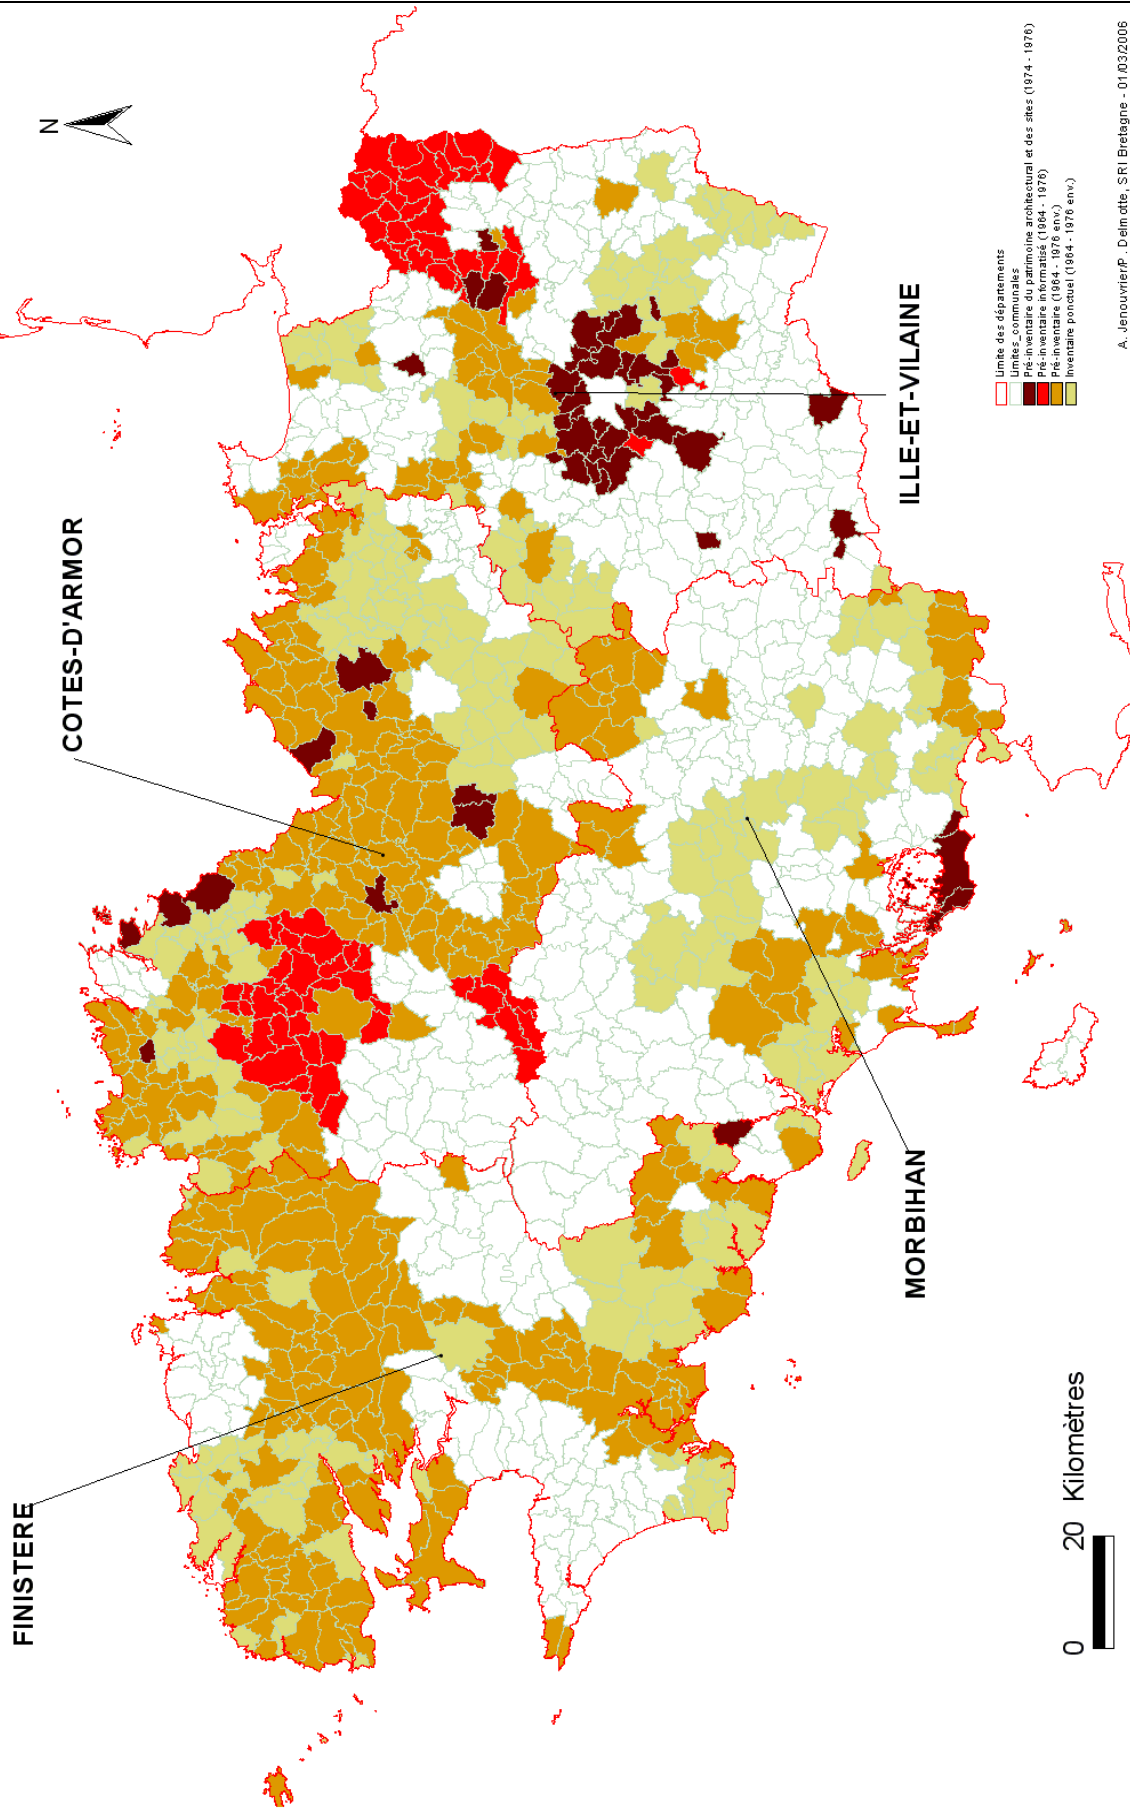 N
COTES-D'ARMOR
FINISTERE
MORBIHAN
ILLE-ET-VILAINE
0 20 Kilomètres
Limite des départements
Limites_communales
Pré-inventaire du patrimoine architectural et des sites (1974 - 1976)
Pré-inventaire informatisé (1964 - 1976)
Pré-inventaire (1964 - 1976 env.)
Inventaire ponctuel (1964 - 1976 env.)
A. Jenouvrier/P. Delmotte, SRI Bretagne - 01/03/2006